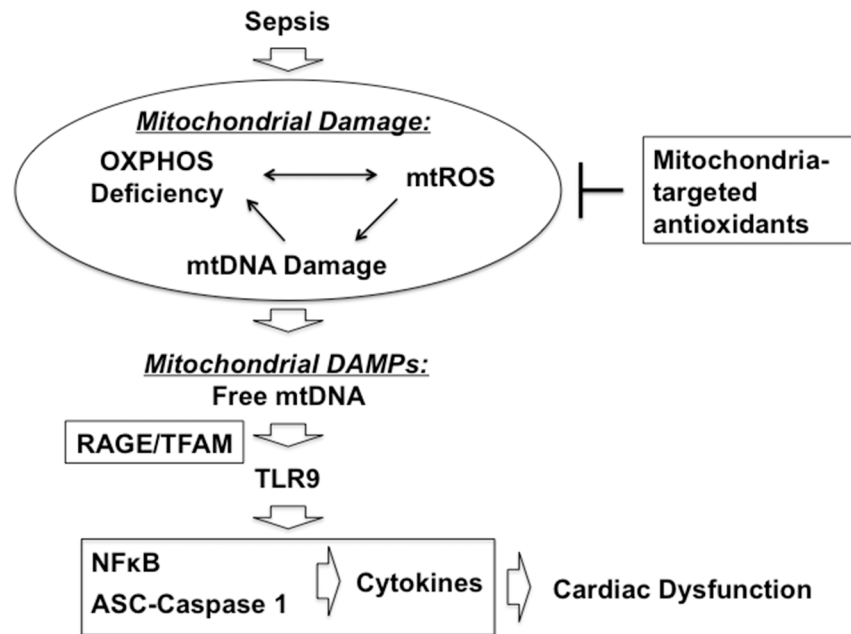 Sepsis
Mitochondrial Damage:
OXPHOS
Deficiency
mtROS
mtDNA Damage
Mitochondria-
targeted
antioxidants
Mitochondrial DAMPs:
Free mtDNA
RAGE/TFAM
TLR9
NFκB
ASC-Caspase 1
Cytokines
Cardiac Dysfunction